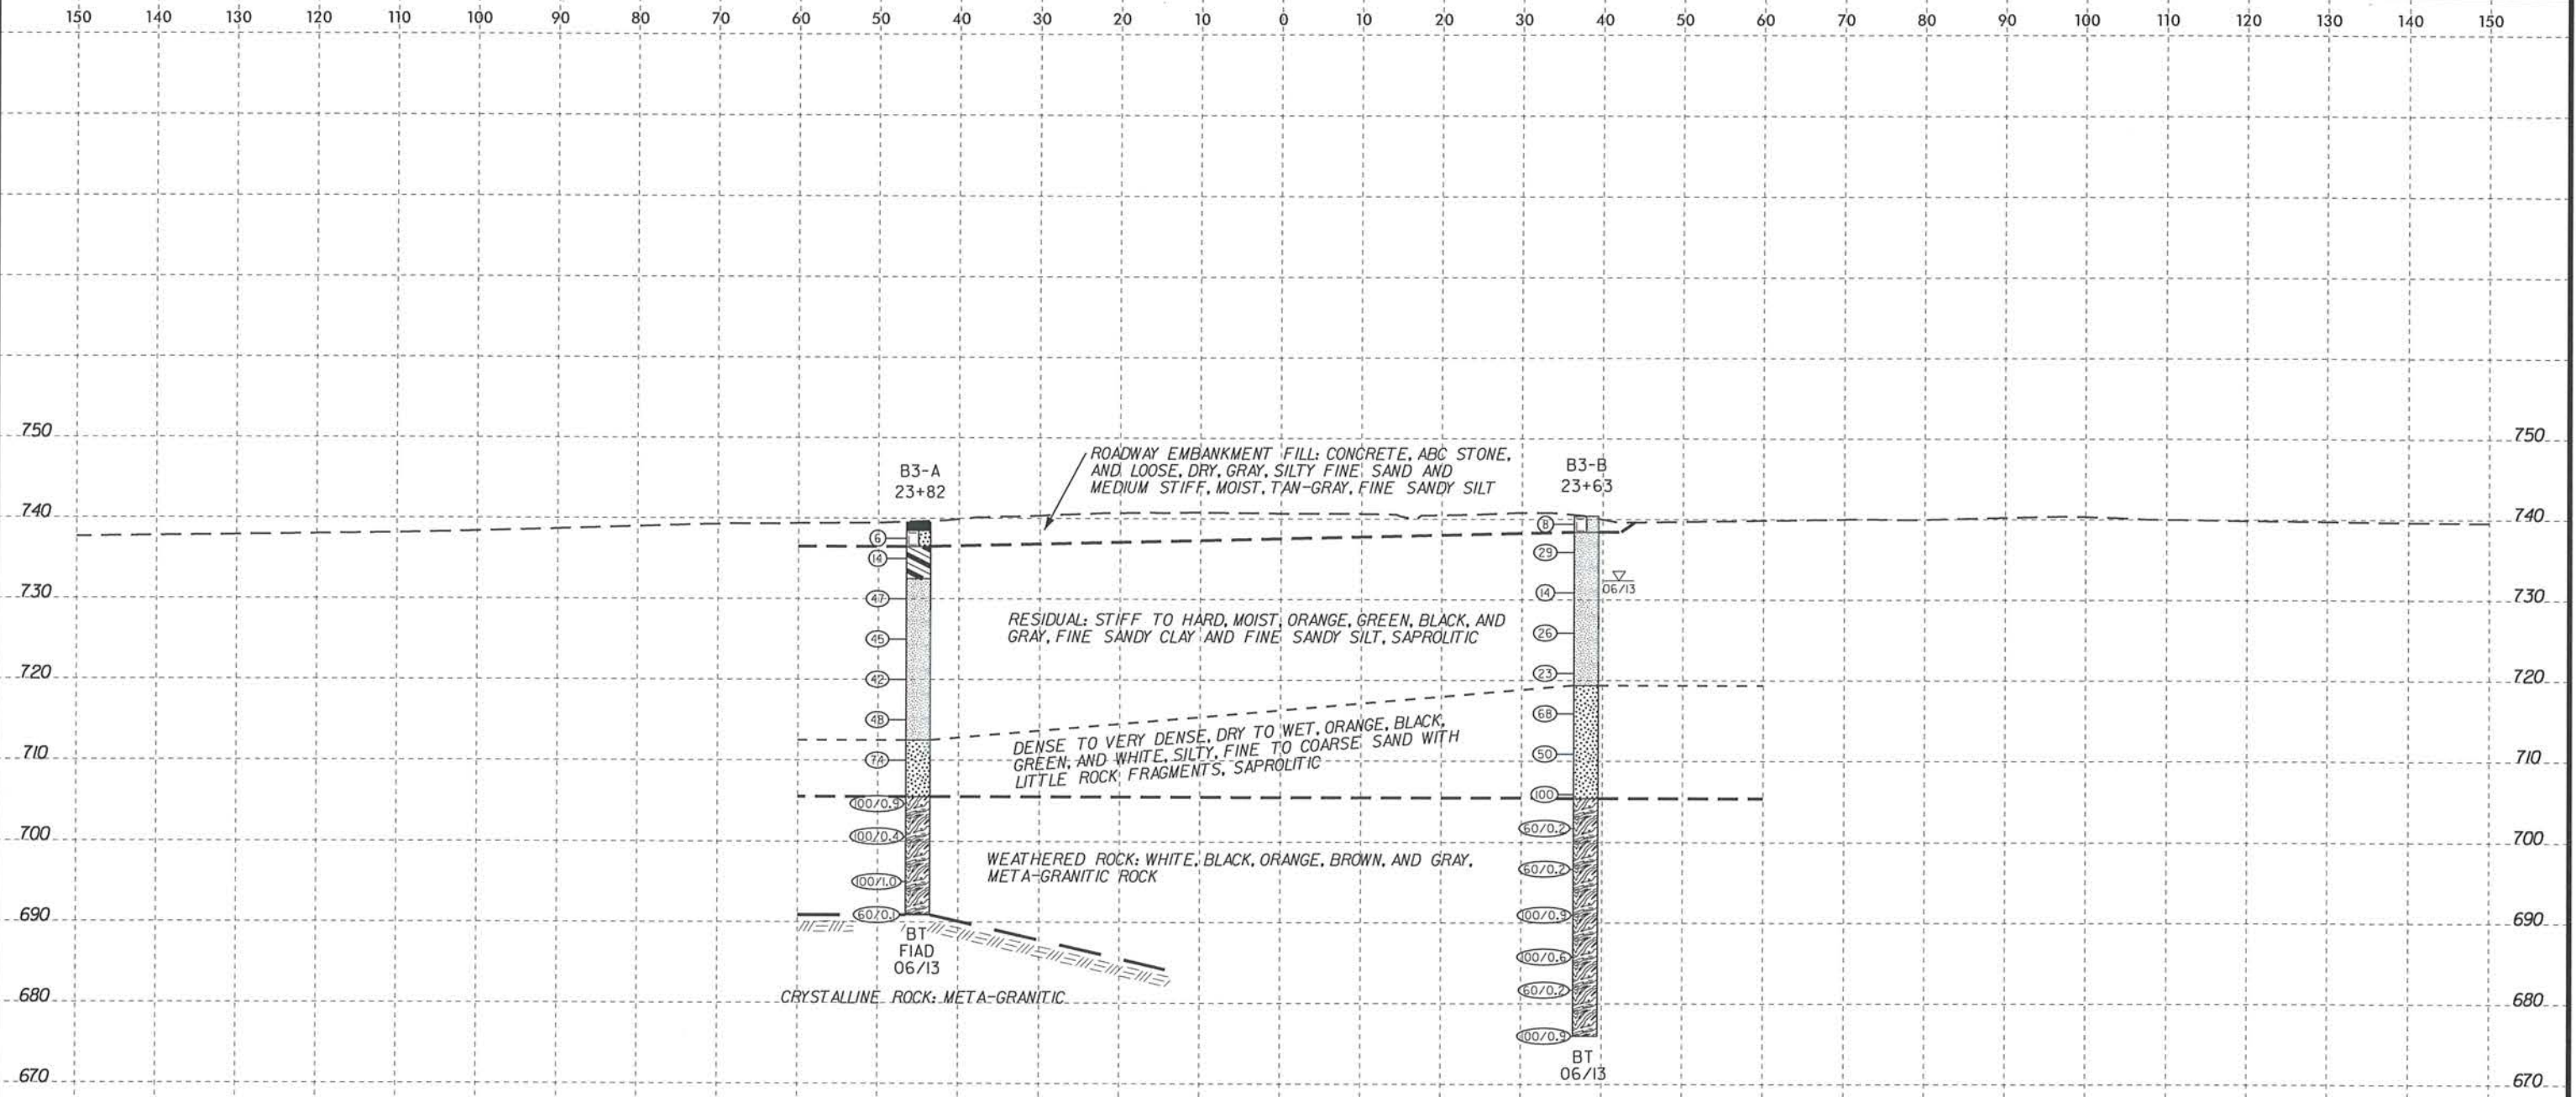 150 140 130 120 110 100 90 80 70 60 50 40 30 20 10 0 10 20 30 40 50 60 70 80 90 100 110 120 130 140 150
750 750
ROADWAY EMBANKMENT FILL: CONCRETE, ABC STONE,
AND LOOSE, DRY, GRAY, SILTY FINE SAND AND
MEDIUM STIFF, MOIST, TAN-GRAY, FINE SANDY SILT
B3-A
23+82
B3-B
23+63
740 740
8
6
29
14
06/13
730 730
47
14
RESIDUAL: STIFF TO HARD, MOIST, ORANGE, GREEN, BLACK, AND
GRAY, FINE SANDY CLAY AND FINE SANDY SILT, SAPROLITIC
45
26
720 720
42
23
48
68
DENSE TO VERY DENSE, DRY TO WET, ORANGE, BLACK,
GREEN, AND WHITE, SILTY, FINE TO COARSE SAND WITH
LITTLE ROCK FRAGMENTS, SAPROLITIC
710 710
74
50
100/0.9
100
700 700
100/0.4
60/0.2
WEATHERED ROCK: WHITE, BLACK, ORANGE, BROWN, AND GRAY,
META-GRANITIC ROCK
100/1.0
60/0.2
690 690
60/0.1
100/0.9
BT
FIAD
06/13
100/0.6
CRYSTALLINE ROCK: META-GRANITIC
60/0.2
680 680
100/0.9
BT
06/13
670 670